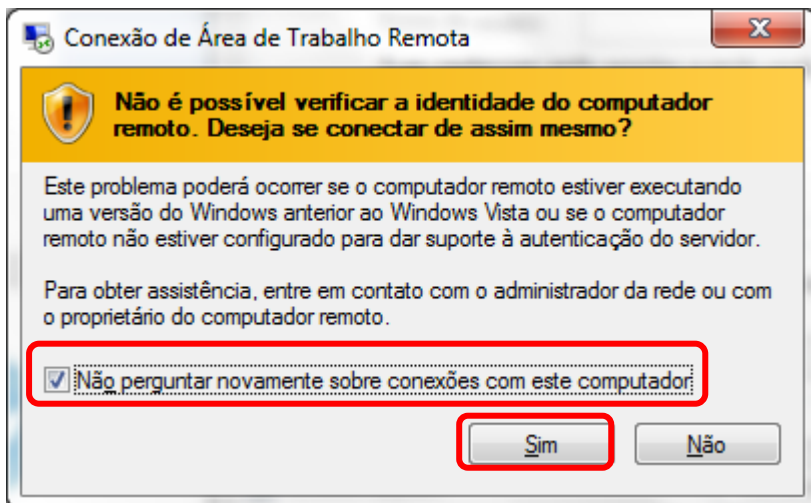 Conexão de Área de Trabalho Remota
Não é possível verificar a identidade do computador
remoto. Deseja se conectar de assim mesmo?
Este problema poderá ocorrer se o computador remoto estiver executando
uma versão do Windows anterior ao Windows Vista ou se o computador
remoto não estiver configurado para dar suporte à autenticação do servidor.
Para obter assistência, entre em contato com o administrador da rede ou com
o proprietário do computador remoto.
Não perguntar novamente sobre conexões com este computador
Sim Não